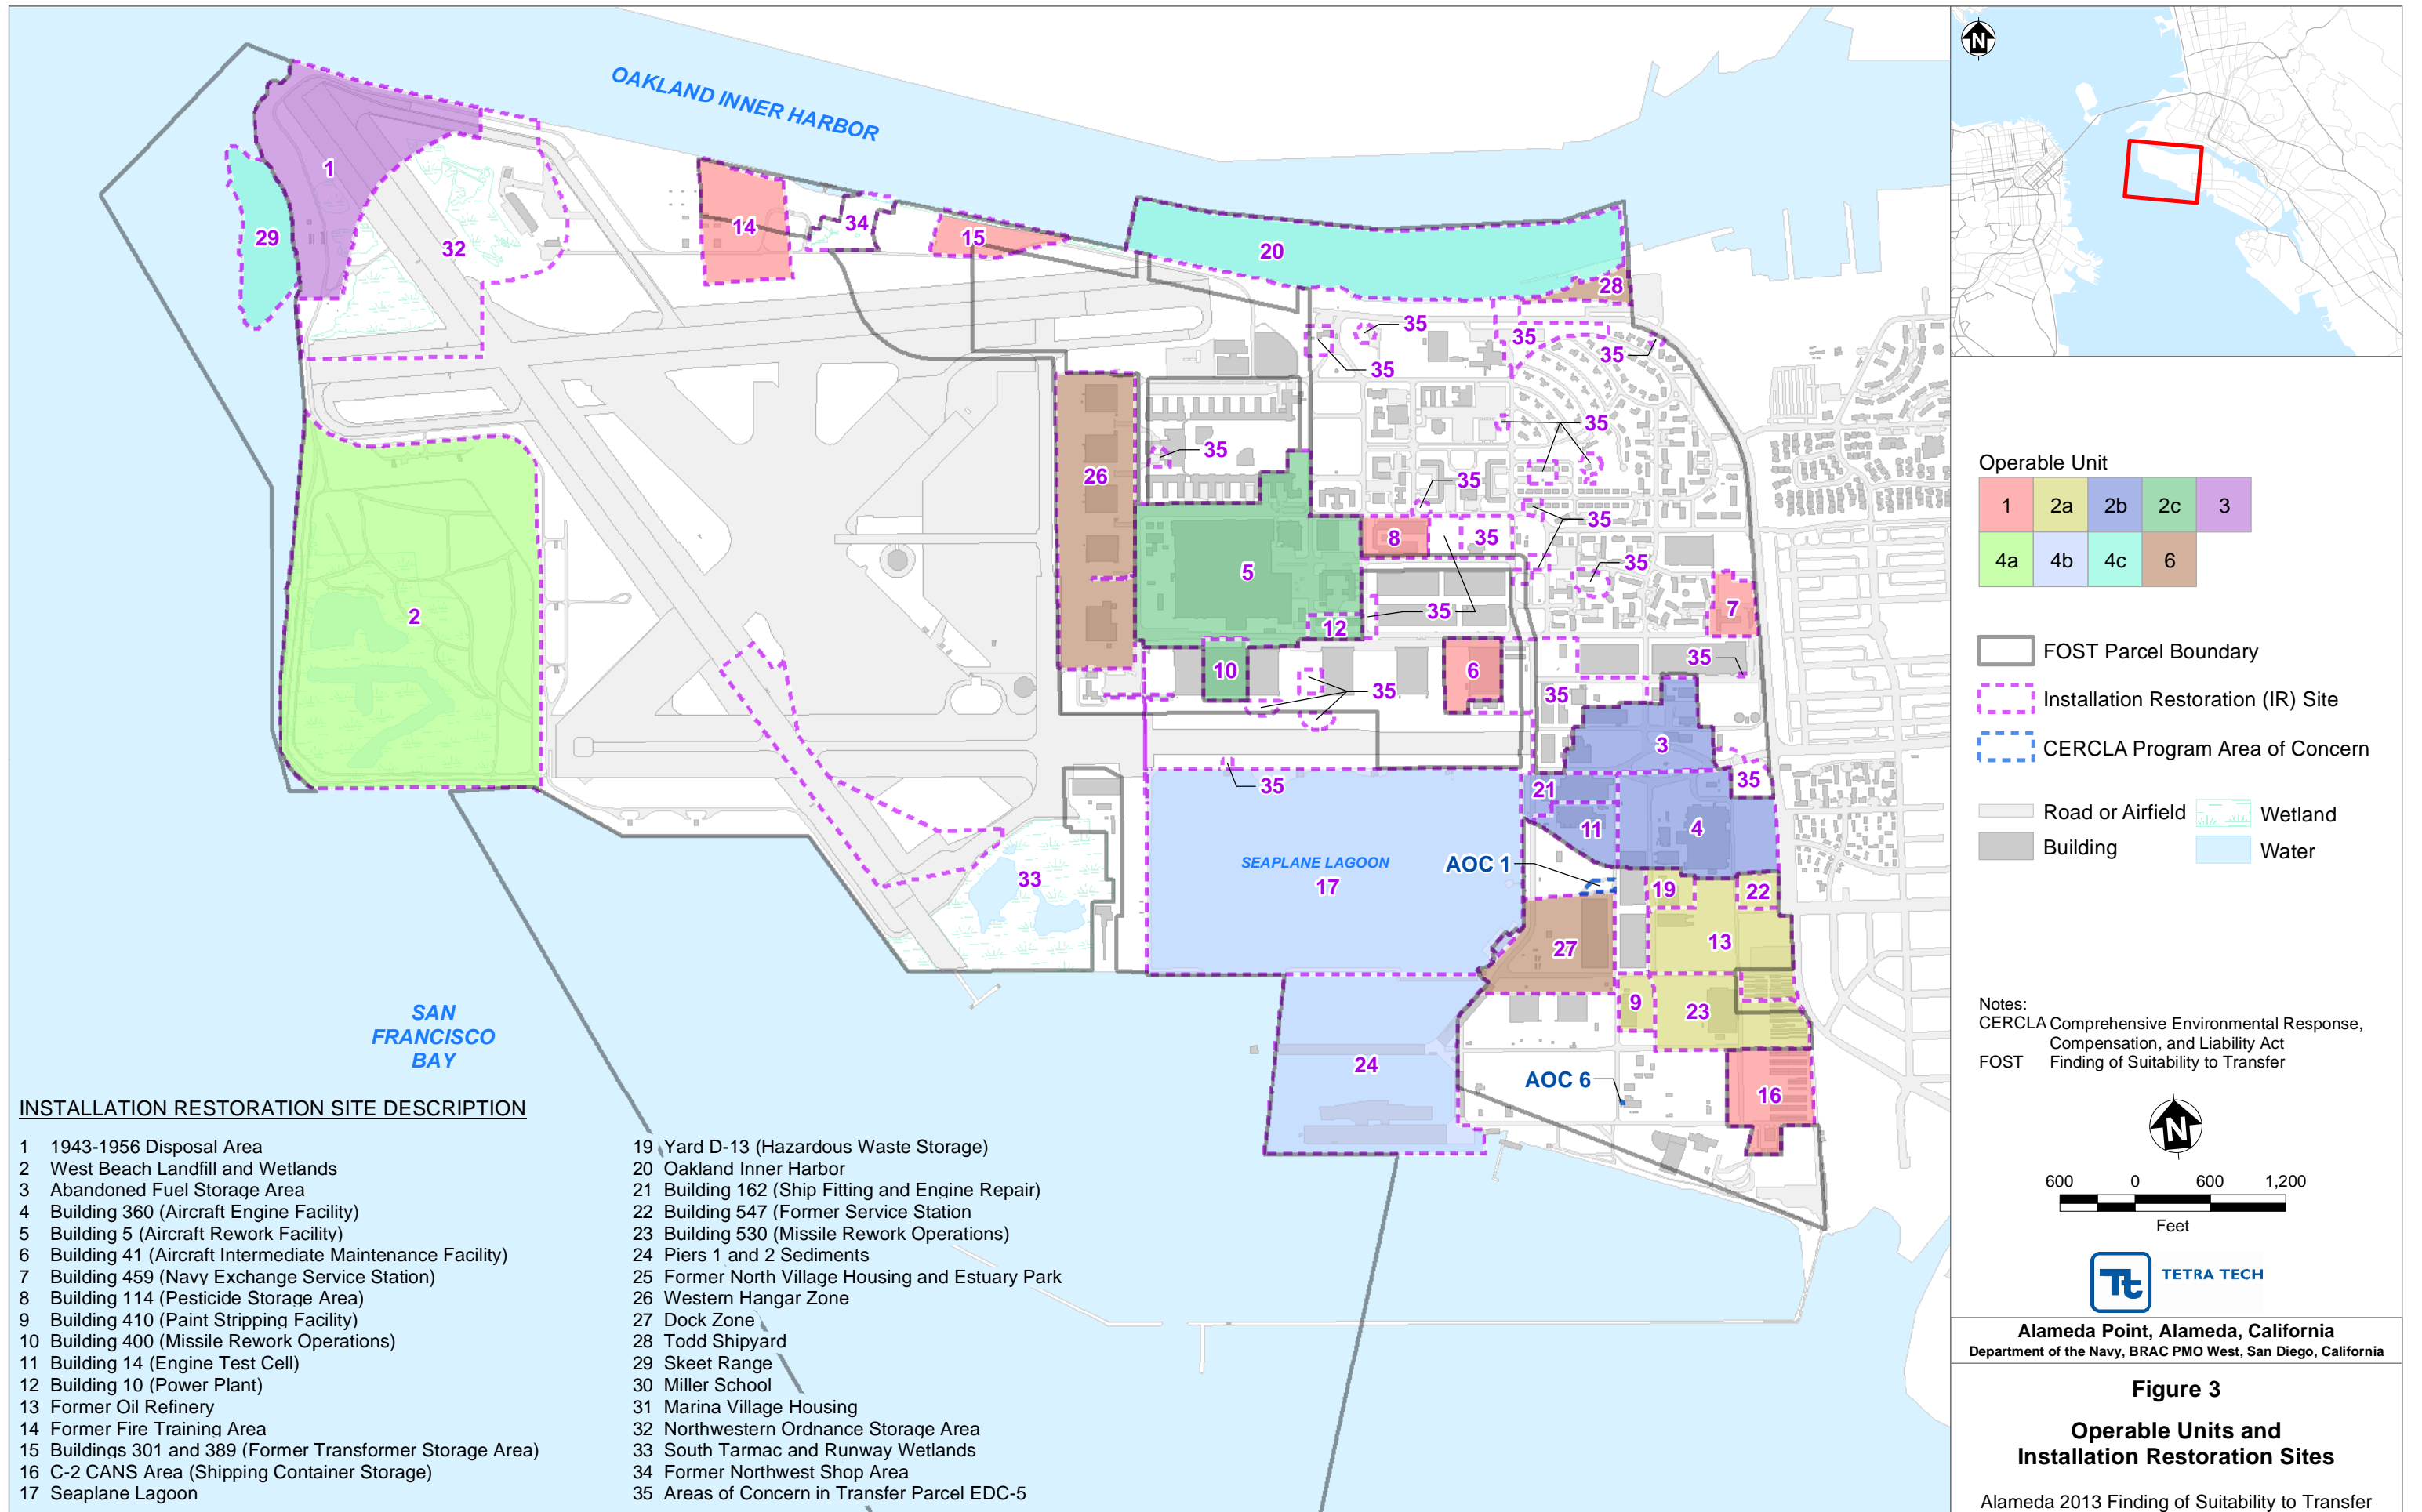 OAKLAND INNER HARBOR
1
29
32
14
34
15
20
28
35
35
35
35
35
26
35
35
35
8
35
35
5
35
7
2
12
35
10
6
35
35
35
3
35
21
35
11
4
SEAPLANE LAGOON
17
AOC 1
33
19
22
13
27
9
23
24
AOC 6
16
SAN
FRANCISCO
BAY
INSTALLATION RESTORATION SITE DESCRIPTION
1 1943-1956 Disposal Area
2 West Beach Landfill and Wetlands
3 Abandoned Fuel Storage Area
4 Building 360 (Aircraft Engine Facility)
5 Building 5 (Aircraft Rework Facility)
6 Building 41 (Aircraft Intermediate Maintenance Facility)
7 Building 459 (Navy Exchange Service Station)
8 Building 114 (Pesticide Storage Area)
9 Building 410 (Paint Stripping Facility)
10 Building 400 (Missile Rework Operations)
11 Building 14 (Engine Test Cell)
12 Building 10 (Power Plant)
13 Former Oil Refinery
14 Former Fire Training Area
15 Buildings 301 and 389 (Former Transformer Storage Area)
16 C-2 CANS Area (Shipping Container Storage)
17 Seaplane Lagoon
19 Yard D-13 (Hazardous Waste Storage)
20 Oakland Inner Harbor
21 Building 162 (Ship Fitting and Engine Repair)
22 Building 547 (Former Service Station
23 Building 530 (Missile Rework Operations)
24 Piers 1 and 2 Sediments
25 Former North Village Housing and Estuary Park
26 Western Hangar Zone
27 Dock Zone
28 Todd Shipyard
29 Skeet Range
30 Miller School
31 Marina Village Housing
32 Northwestern Ordnance Storage Area
33 South Tarmac and Runway Wetlands
34 Former Northwest Shop Area
35 Areas of Concern in Transfer Parcel EDC-5
N
Operable Unit
1 2a 2b 2c 3
4a 4b 4c 6
FOST Parcel Boundary
Installation Restoration (IR) Site
CERCLA Program Area of Concern
Road or Airfield
Wetland
Building
Water
Notes:
CERCLA Comprehensive Environmental Response,
Compensation, and Liability Act
FOST Finding of Suitability to Transfer
N
600 0 600 1,200
Feet
Tt TETRA TECH
Alameda Point, Alameda, California
Department of the Navy, BRAC PMO West, San Diego, California
Figure 3
Operable Units and
Installation Restoration Sites
Alameda 2013 Finding of Suitability to Transfer